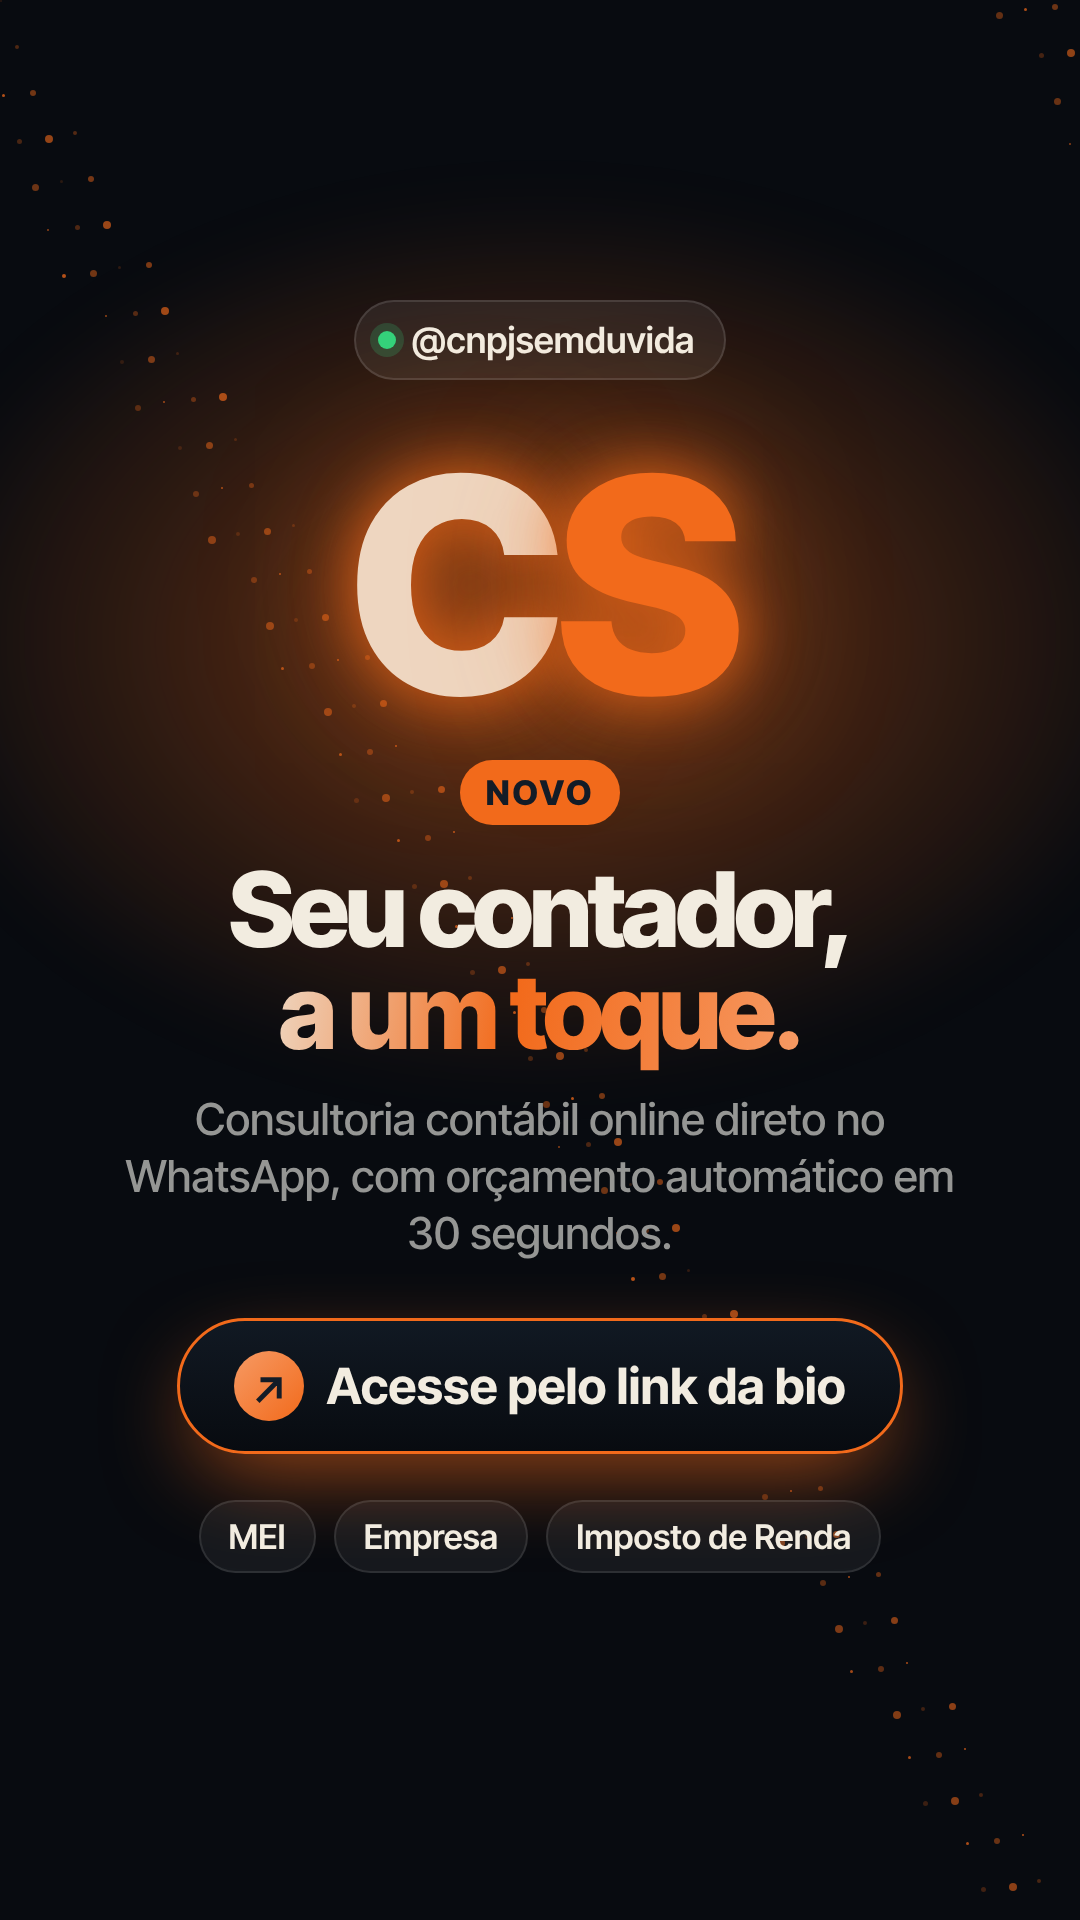 @cnpjsemduvida
CS
NOVO
Seu contador,
a um toque.
Consultoria contábil online direto no
WhatsApp, com orçamento automático em
30 segundos.
Acesse pelo link da bio
MEI
Empresa
Imposto de Renda